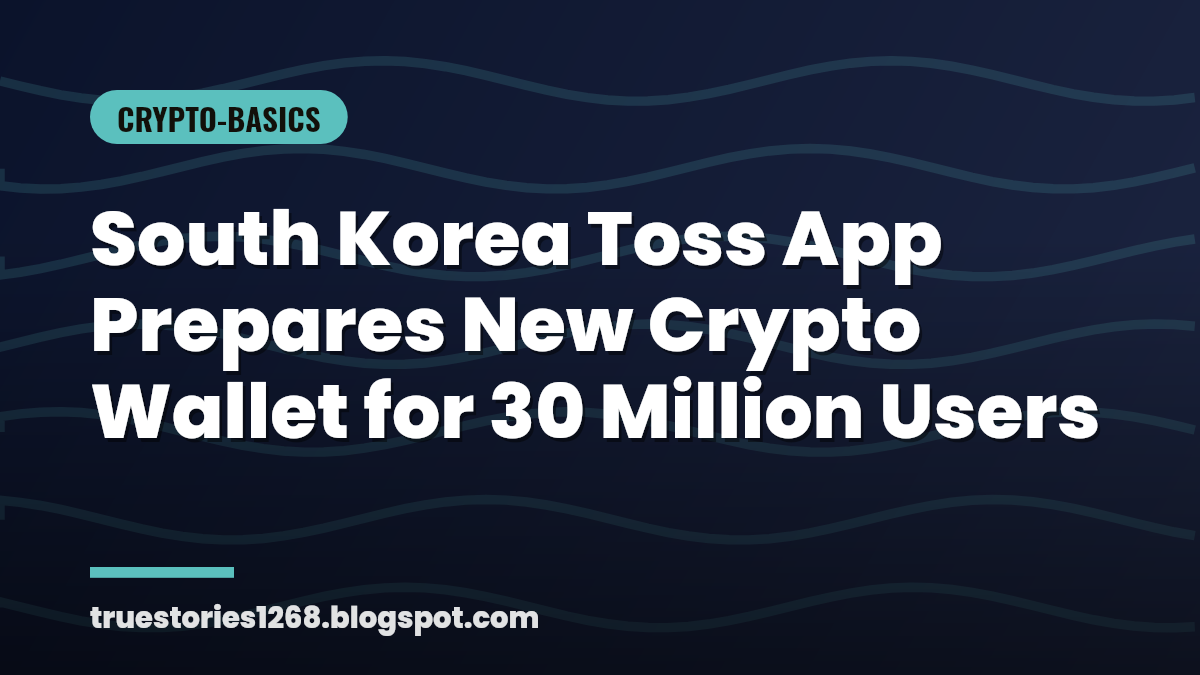 CRYPTO-BASICS
South Korea Toss App
Prepares New Crypto
Wallet for 30 Million Users
truestories1268.blogspot.com